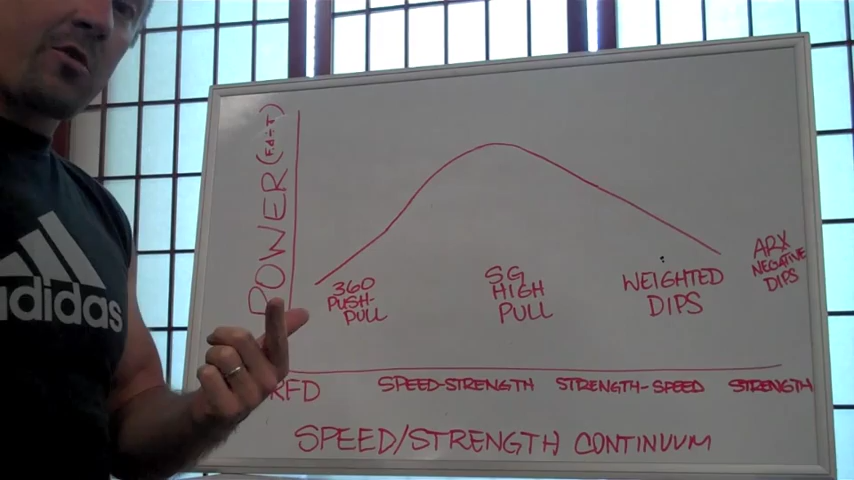 POWER (F.d÷T)
360
PUSH-
PULL
SG
HIGH
PULL
WEIGHTED
DIPS
ARX
NEGATIVE
DIPS
RFD
SPEED-STRENGTH
STRENGTH-SPEED
STRENGTH
SPEED/STRENGTH CONTINUUM
adidas